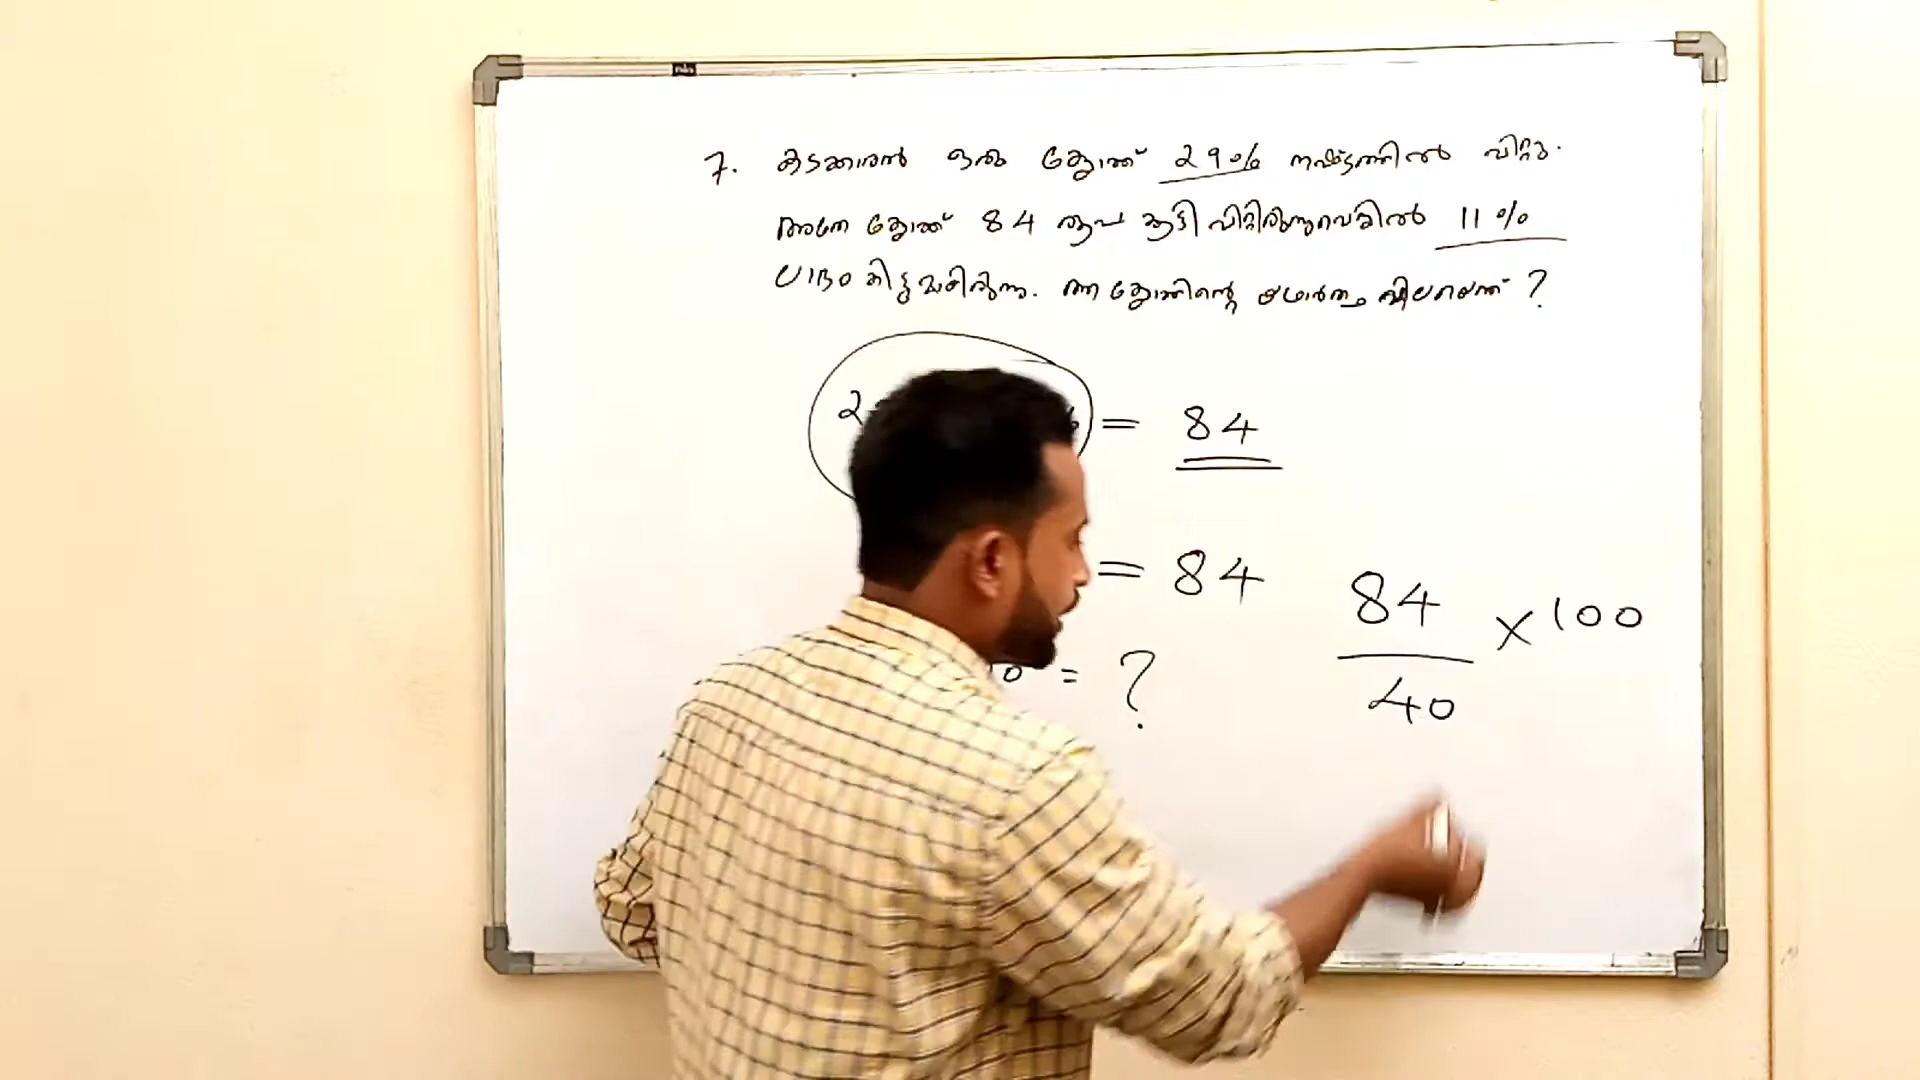 7. കടക്കാരൻ ഒരു ക്ലോക്ക് 29% നഷ്ടത്തിൽ വിറ്റു.
അതേ ക്ലോക്ക് 84 രൂപ കൂട്ടി വിറ്റിരുന്നുവെങ്കിൽ 11%
ലാഭം കിട്ടുമായിരുന്നു. ആ ക്ലോക്കിന്റെ യഥാർത്ഥ വിലയെന്ത് ?
2 = 84
= 84
= ?
84/40 × 100